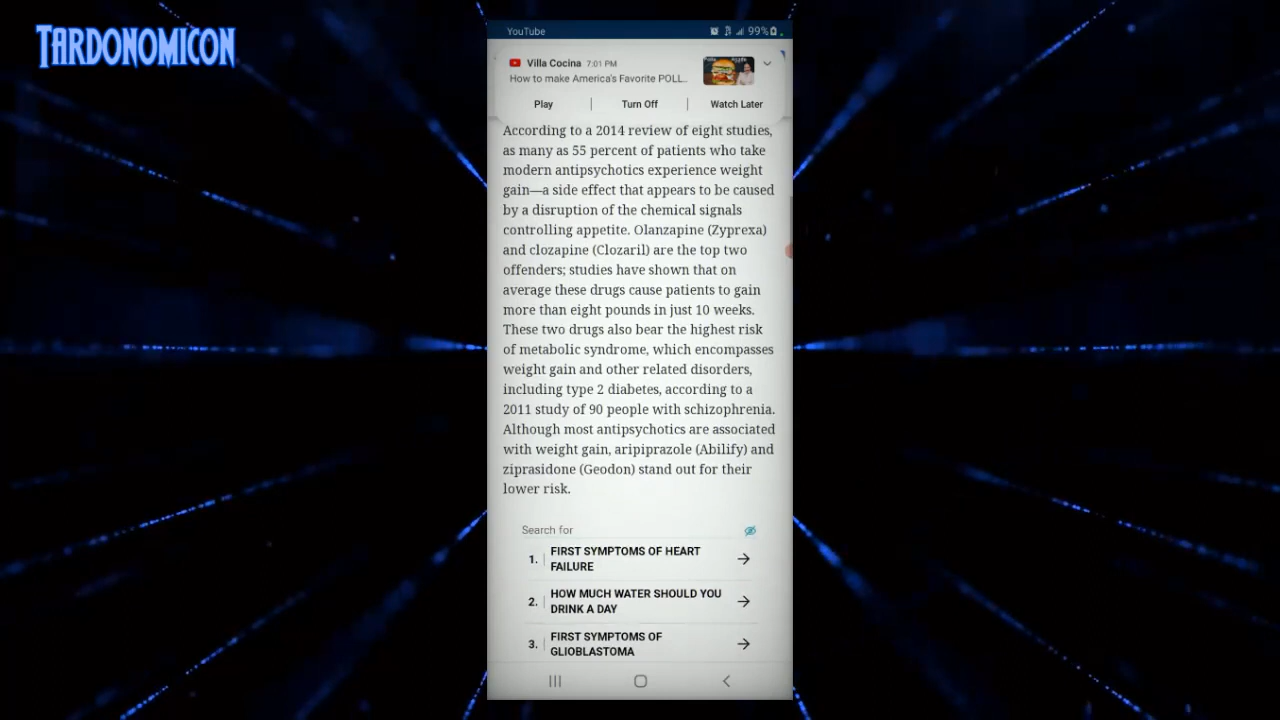 TARDONOMICON
YouTube
99%
Villa Cocina 7:01 PM
How to make America's Favorite POLL..
Play
Turn Off
Watch Later
According to a 2014 review of eight studies,
as many as 55 percent of patients who take
modern antipsychotics experience weight
gain—a side effect that appears to be caused
by a disruption of the chemical signals
controlling appetite. Olanzapine (Zyprexa)
and clozapine (Clozaril) are the top two
offenders; studies have shown that on
average these drugs cause patients to gain
more than eight pounds in just 10 weeks.
These two drugs also bear the highest risk
of metabolic syndrome, which encompasses
weight gain and other related disorders,
including type 2 diabetes, according to a
2011 study of 90 people with schizophrenia.
Although most antipsychotics are associated
with weight gain, aripiprazole (Abilify) and
ziprasidone (Geodon) stand out for their
lower risk.
Search for
1. FIRST SYMPTOMS OF HEART
FAILURE
2. HOW MUCH WATER SHOULD YOU
DRINK A DAY
3. FIRST SYMPTOMS OF
GLIOBLASTOMA